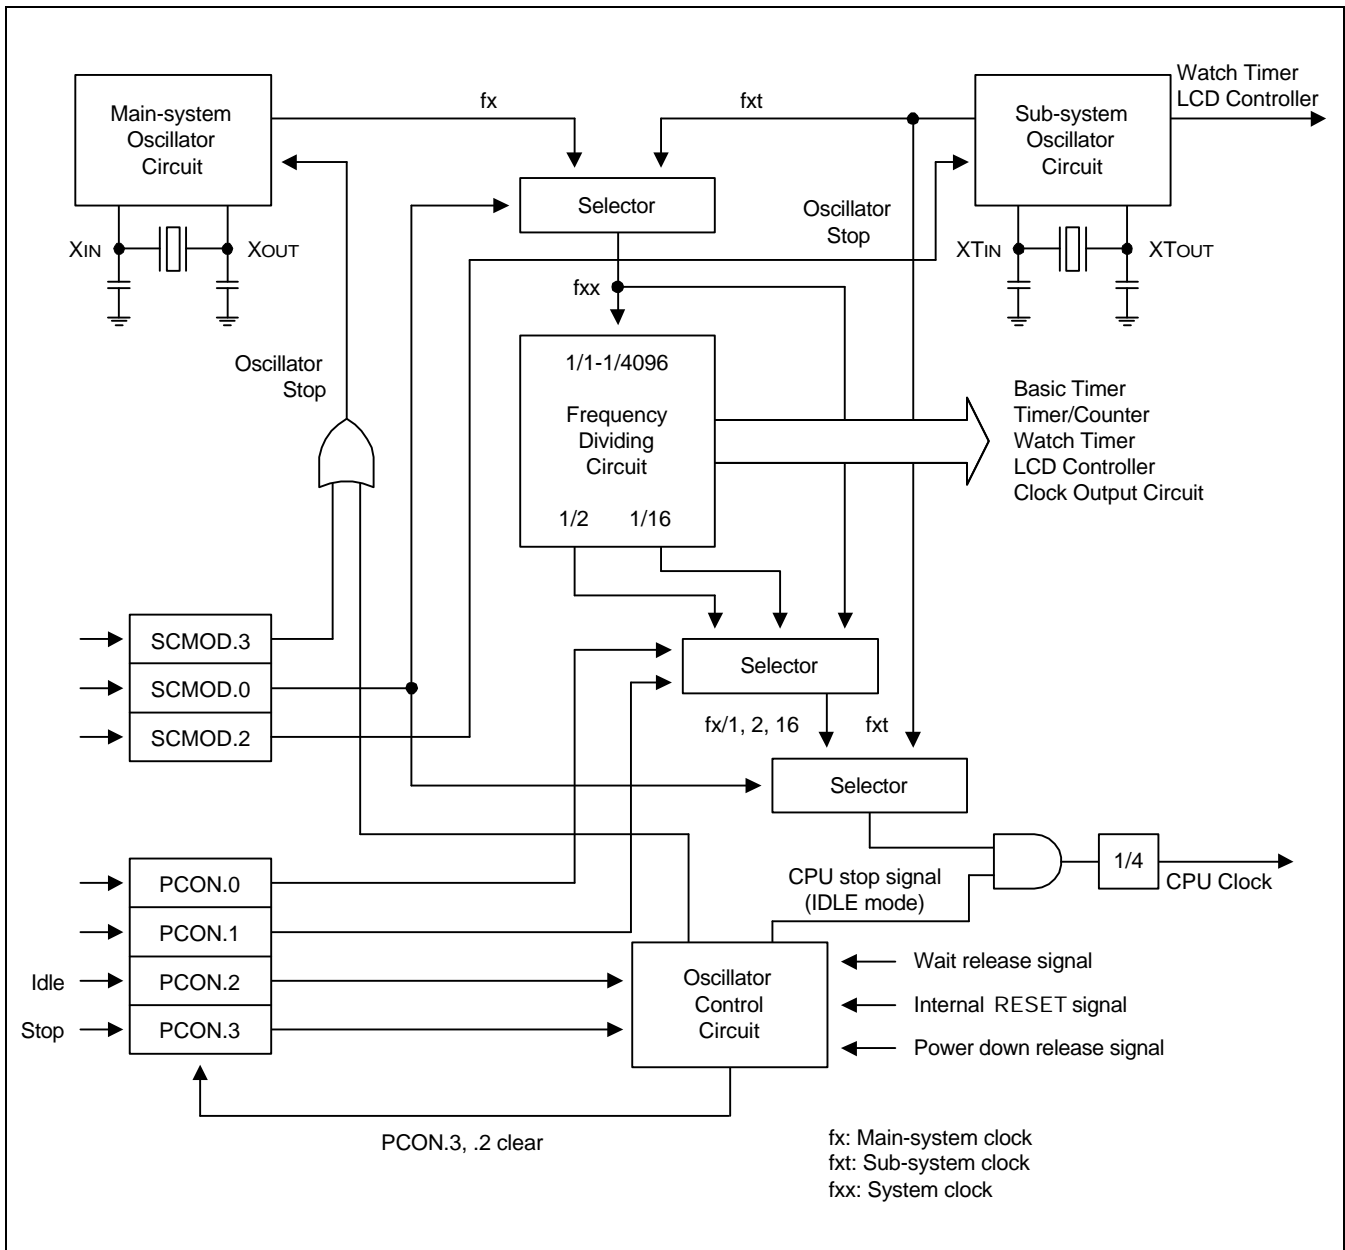 Watch Timer
LCD Controller
fx
fxt
Main-system
Oscillator
Circuit
Sub-system
Oscillator
Circuit
Selector
Oscillator
Stop
XIN
XOUT
XTIN
XTOUT
fxx
Oscillator
Stop
1/1-1/4096
Frequency
Dividing
Circuit
1/2
1/16
Basic Timer
Timer/Counter
Watch Timer
LCD Controller
Clock Output Circuit
SCMOD.3
SCMOD.0
SCMOD.2
Selector
fx/1, 2, 16
fxt
Selector
1/4
CPU Clock
CPU stop signal
(IDLE mode)
PCON.0
PCON.1
Idle
PCON.2
Stop
PCON.3
Oscillator
Control
Circuit
Wait release signal
Internal RESET signal
Power down release signal
PCON.3, .2 clear
fx: Main-system clock
fxt: Sub-system clock
fxx: System clock